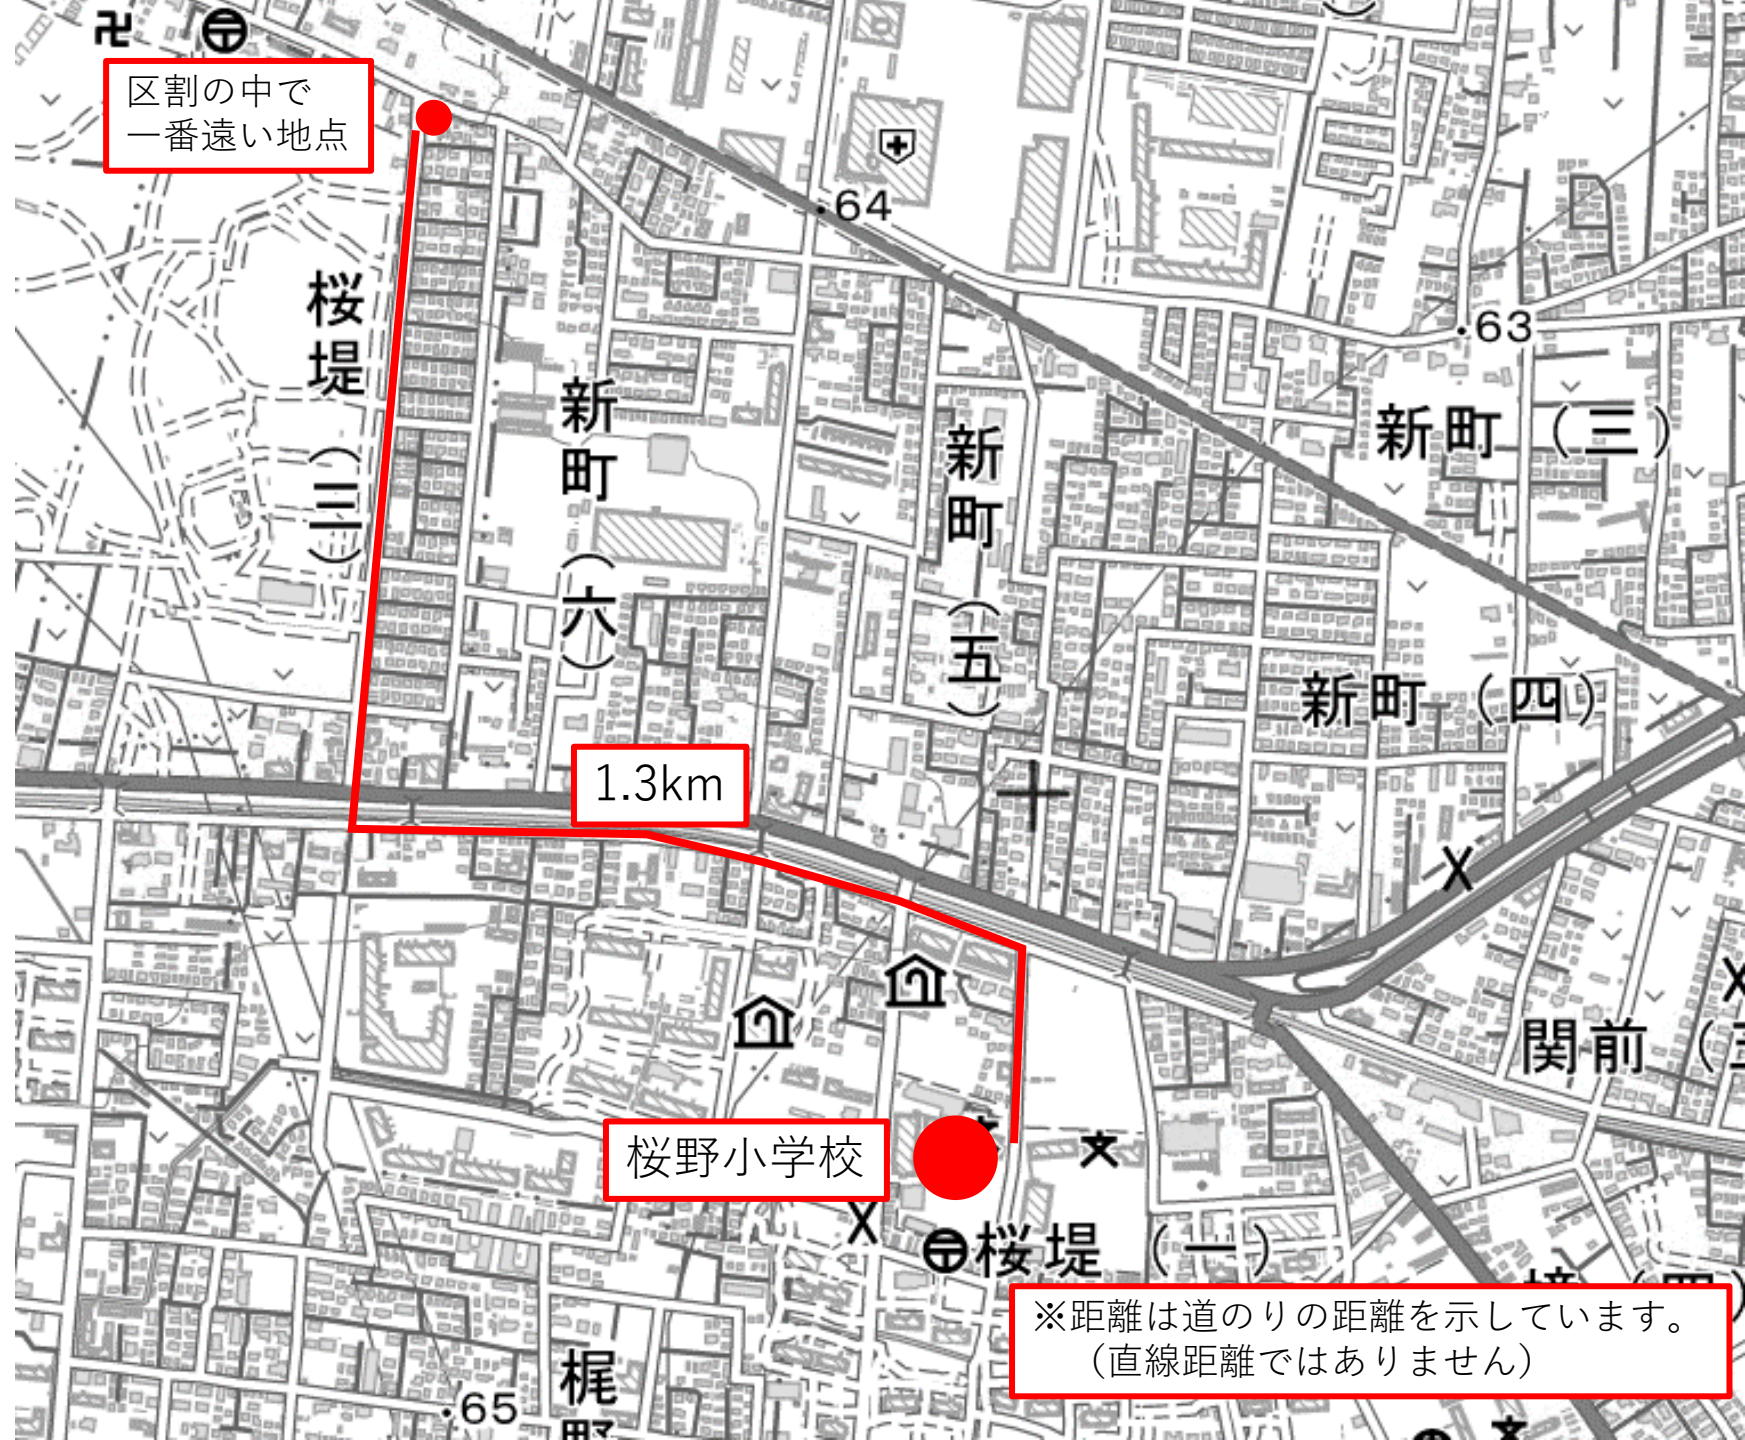 区割の中で
一番遠い地点
64
63
桜堤（三）
新町（六）
新町（五）
新町（三）
新町（四）
1.3km
関前（三
桜野小学校
桜堤（一）
※距離は道のりの距離を示しています。
（直線距離ではありません）
65
梶野